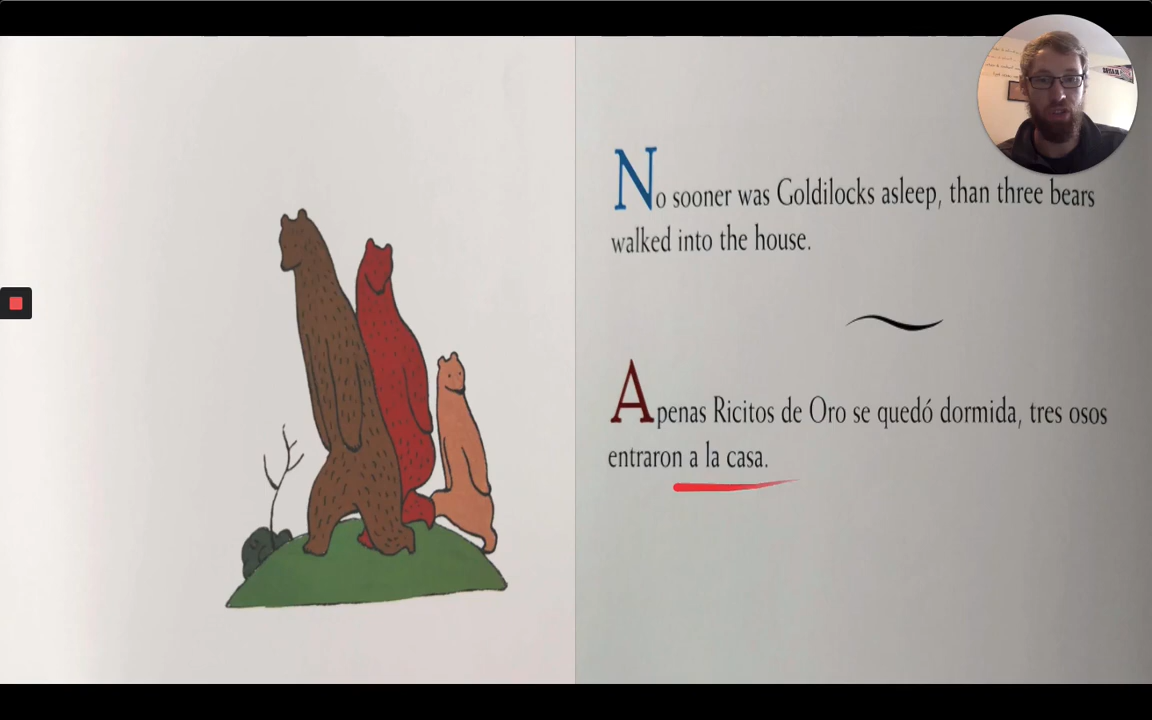 No sooner was Goldilocks asleep, than three bears
walked into the house.
Apenas Ricitos de Oro se quedó dormida, tres osos
entraron a la casa.